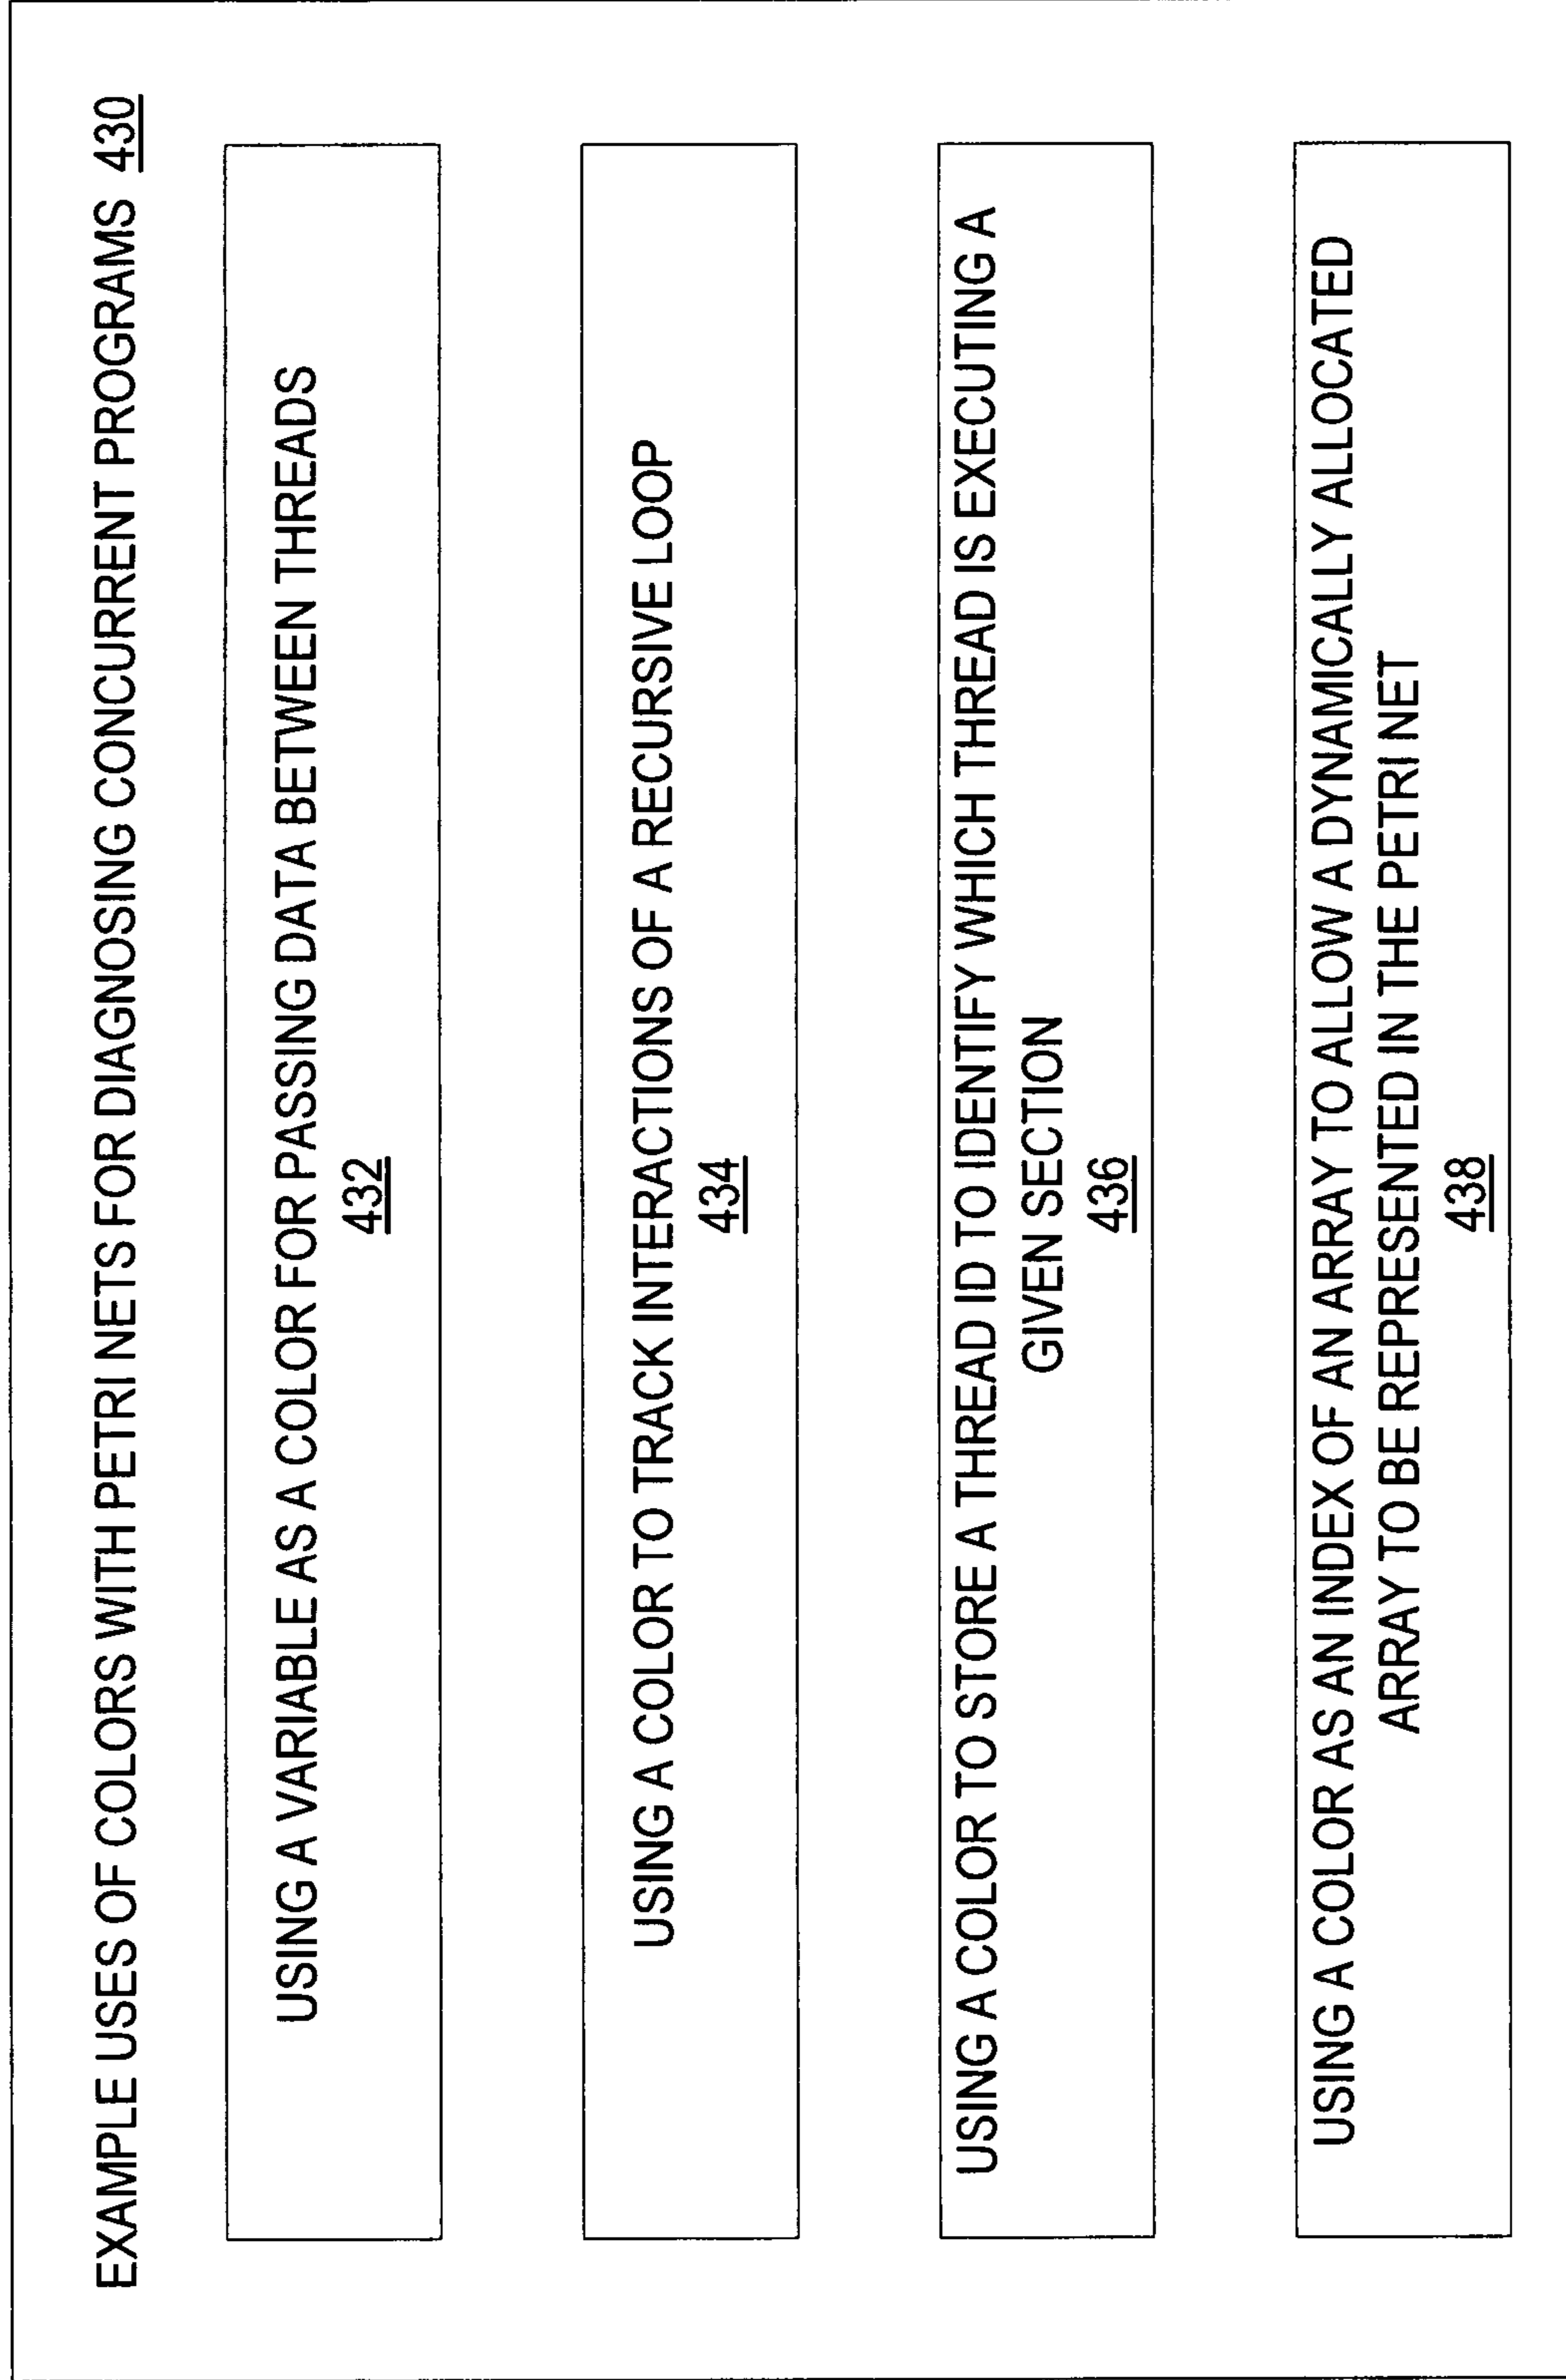 EXAMPLE USES OF COLORS WITH PETRI NETS FOR DIAGNOSING CONCURRENT PROGRAMS 430
USING A VARIABLE AS A COLOR FOR PASSING DATA BETWEEN THREADS
432
USING A COLOR TO TRACK INTERACTIONS OF A RECURSIVE LOOP
434
USING A COLOR TO STORE A THREAD ID TO IDENTIFY WHICH THREAD IS EXECUTING A
GIVEN SECTION
436
USING A COLOR AS AN INDEX OF AN ARRAY TO ALLOW A DYNAMICALLY ALLOCATED
ARRAY TO BE REPRESENTED IN THE PETRI NET
438